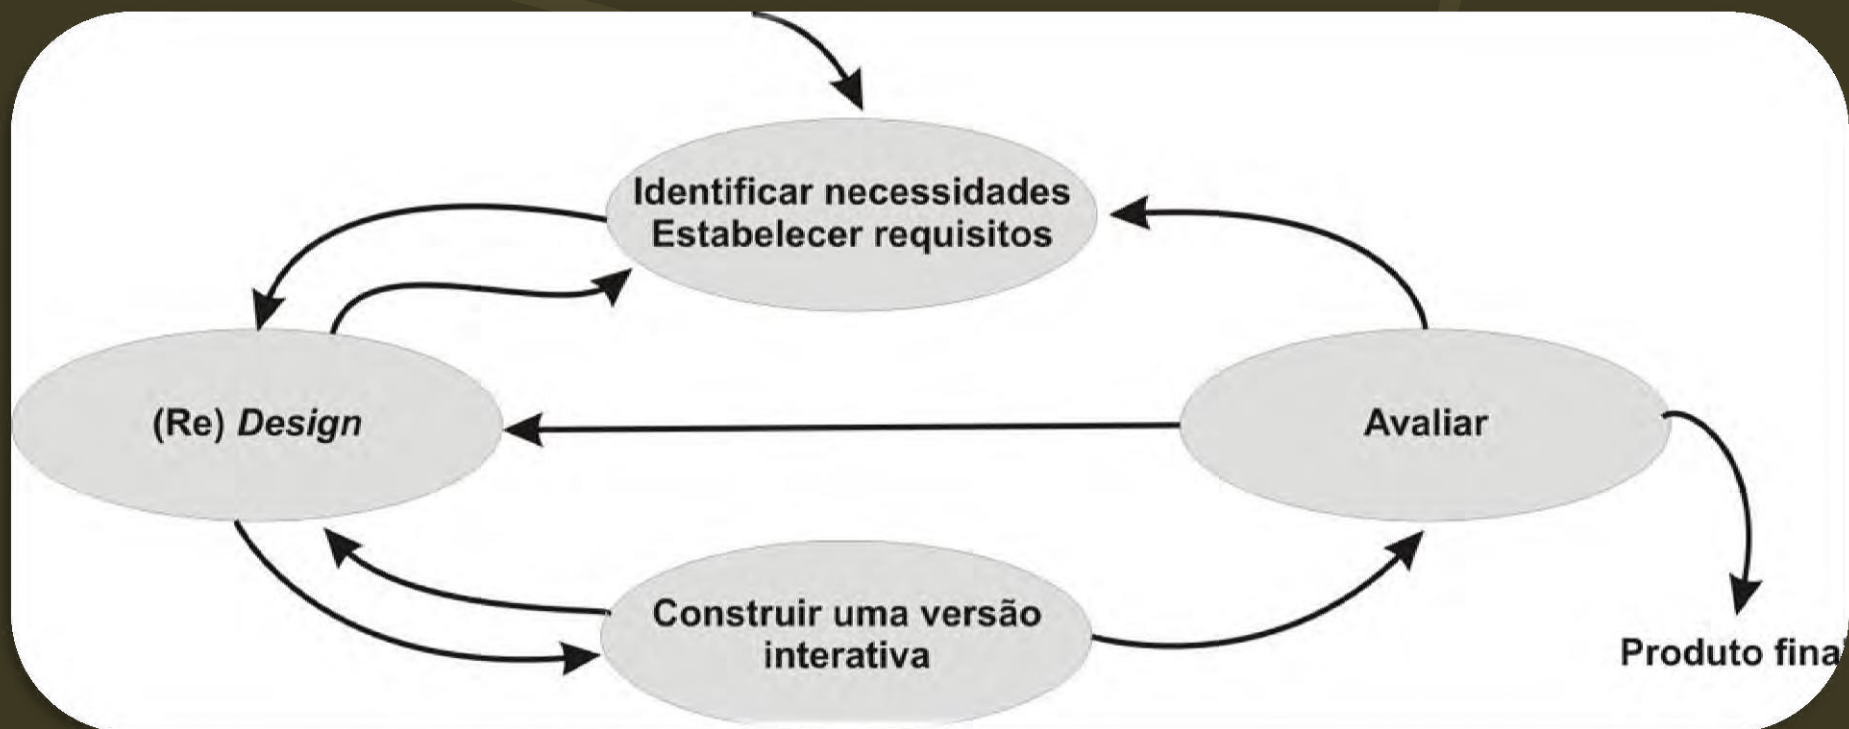 Identificar necessidades
Estabelecer requisitos
(Re) Design
Avaliar
Construir uma versão
interativa
Produto fina